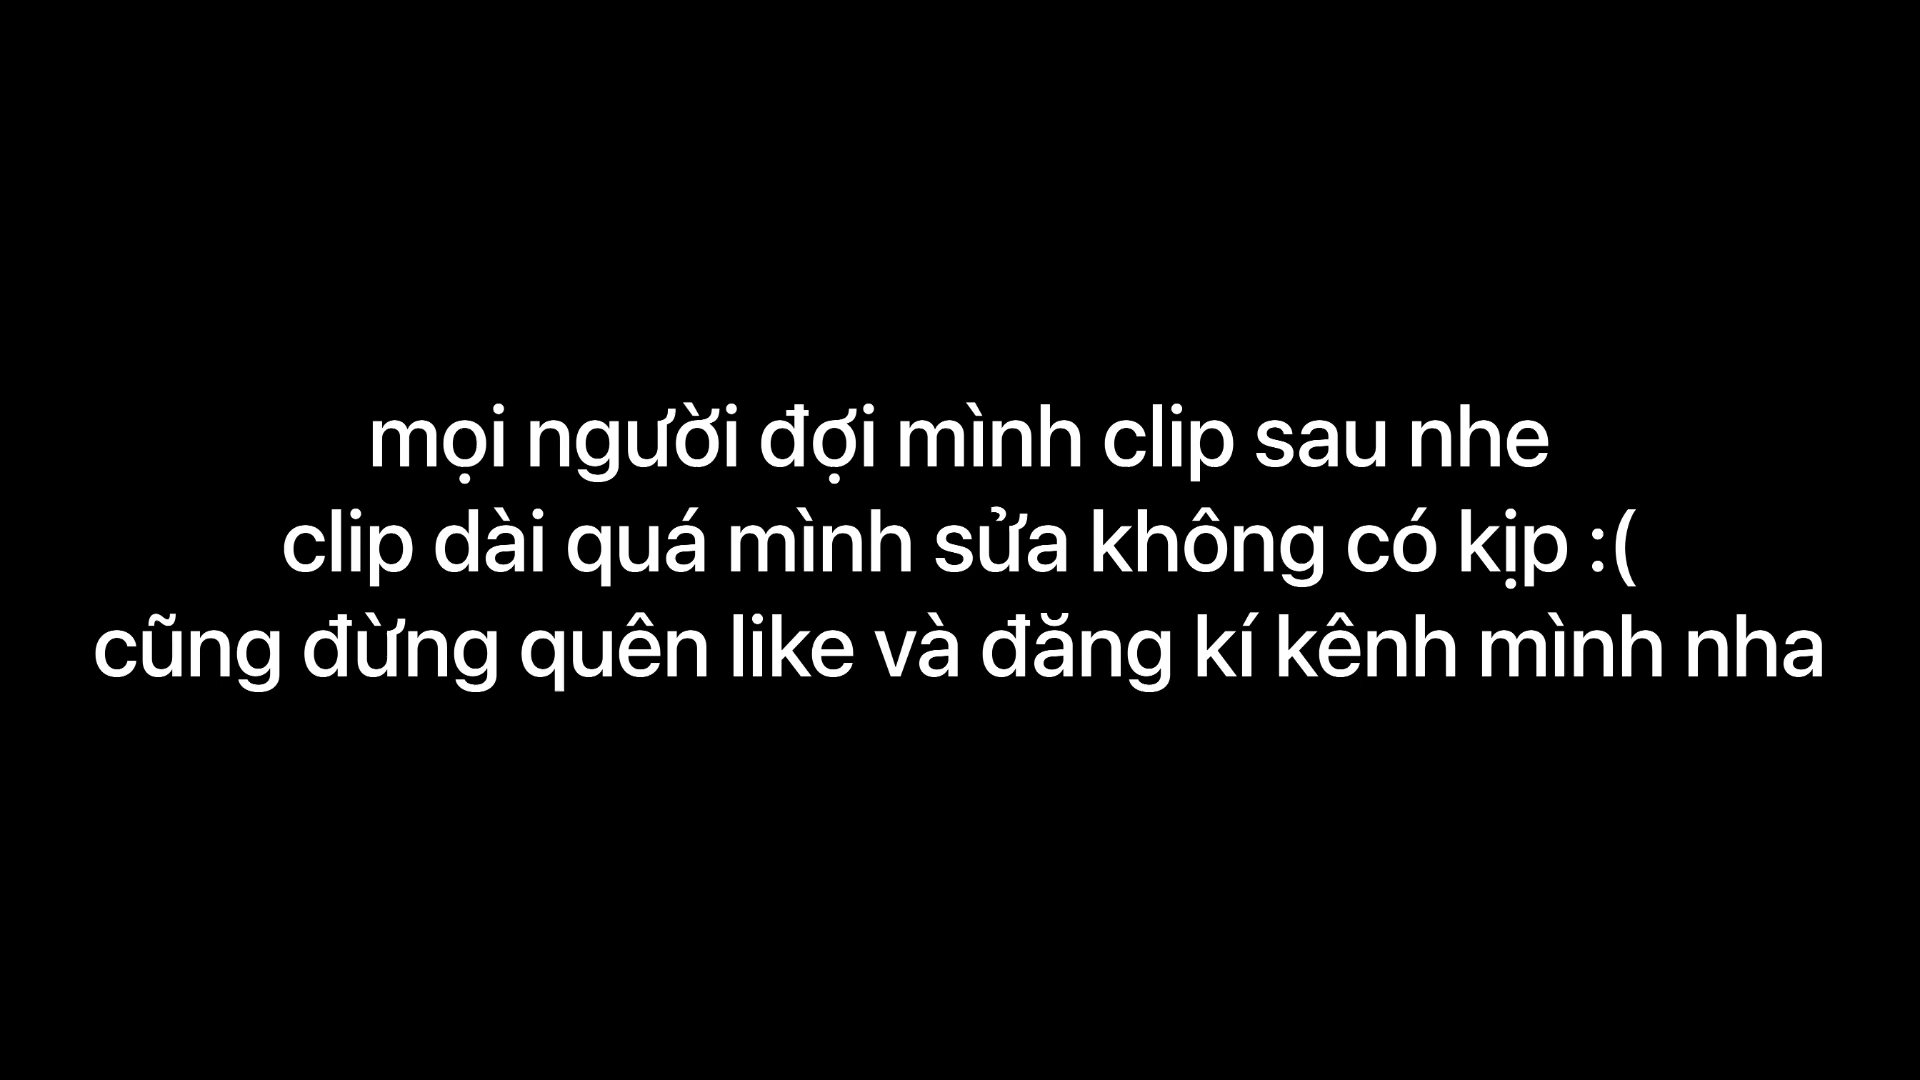 mọi người đợi mình clip sau nhe
clip dài quá mình sửa không có kịp :(
cũng đừng quên like và đăng kí kênh mình nha